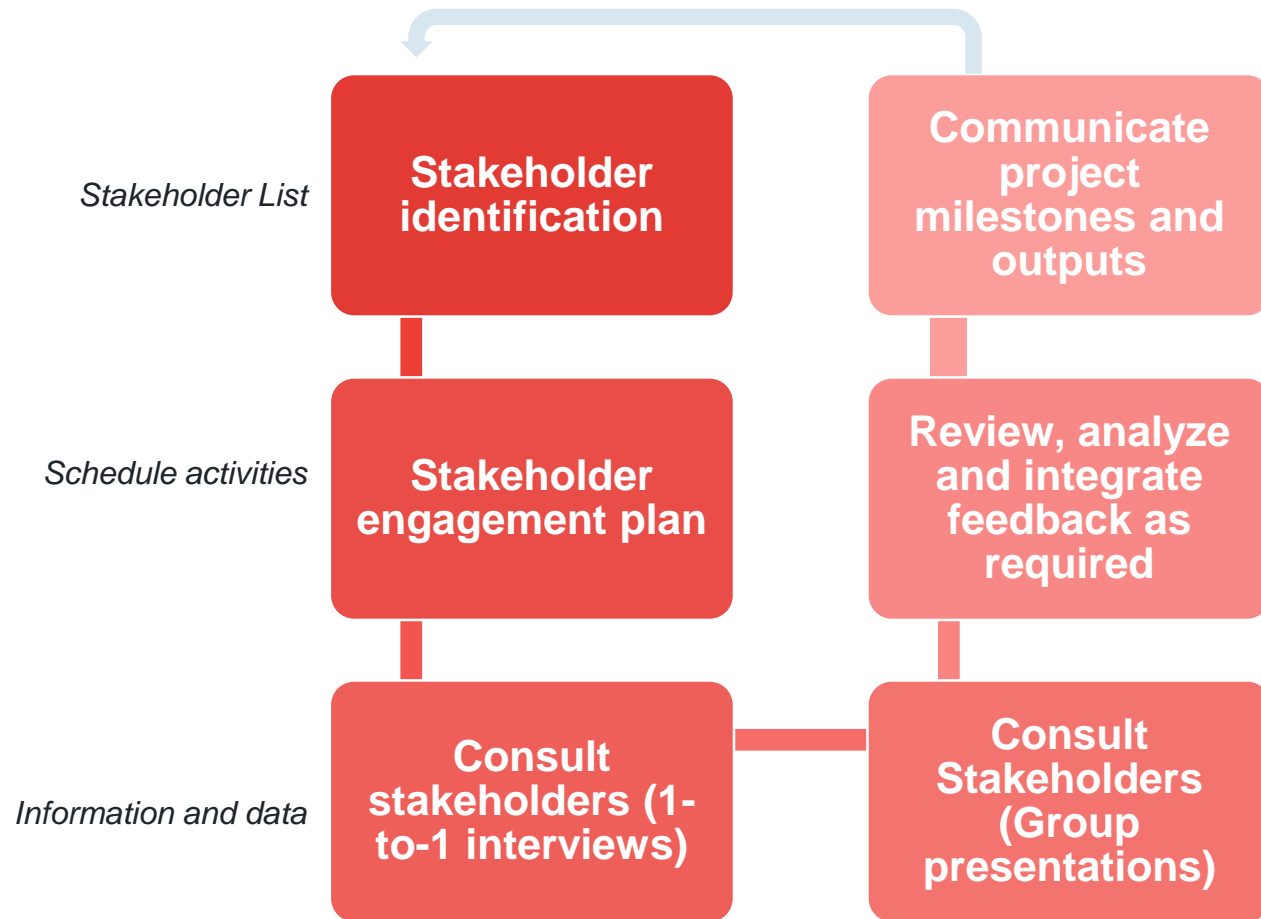 Stakeholder List
Stakeholder
identification
Schedule activities
Stakeholder
engagement plan
Information and data
Consult
stakeholders (1-
to-1 interviews)
Consult
Stakeholders
(Group
presentations)
Review, analyze
and integrate
feedback as
required
Communicate
project
milestones and
outputs